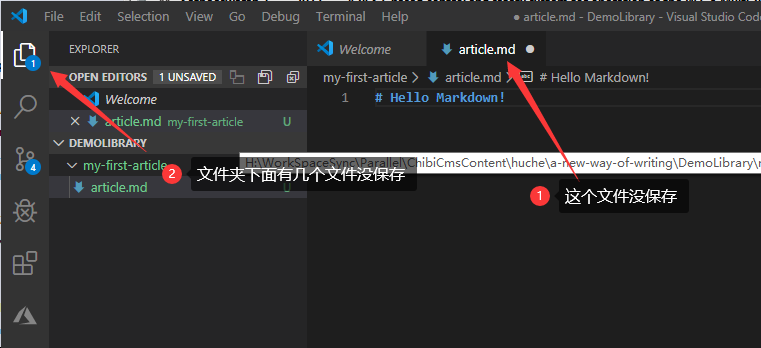 File Edit Selection View Go Run Terminal Help ● article.md - DemoLibrary - Visual Studio Code
EXPLORER
Welcome
article.md ●
OPEN EDITORS 1 UNSAVED
my-first-article > article.md > # Hello Markdown!
Welcome
1 # Hello Markdown!
article.md my-first-article U
DEMOLIBRARY
my-first-article
H:\WorkSpaceSync\Parallel\ChibiCmsContent\huche\a-new-way-of-writing\DemoLibrary\
2 文件夹下面有几个文件没保存
article.md U
1 这个文件没保存
1
4